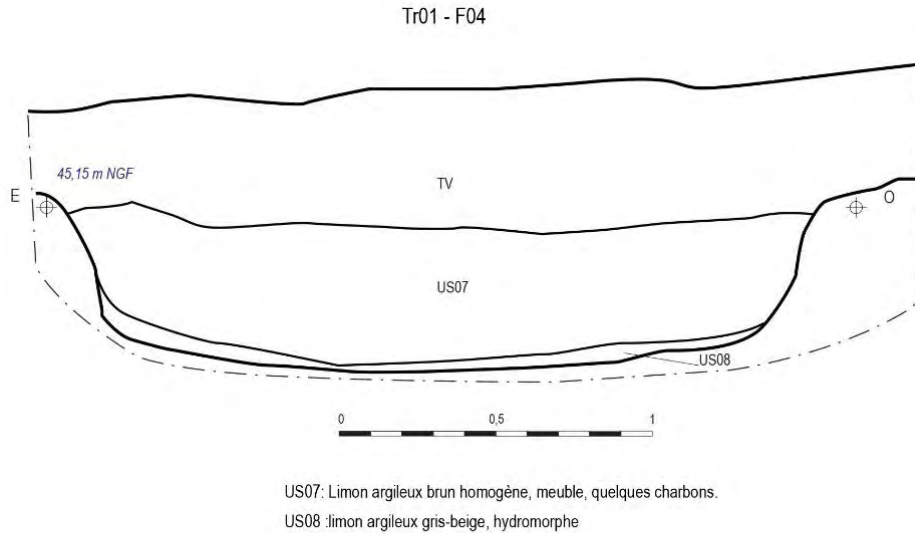 Tr01 - F04
45,15 m NGF
E
TV
O
US07
US08
0 0,5 1
US07: Limon argileux brun homogène, meuble, quelques charbons.
US08 :limon argileux gris-beige, hydromorphe